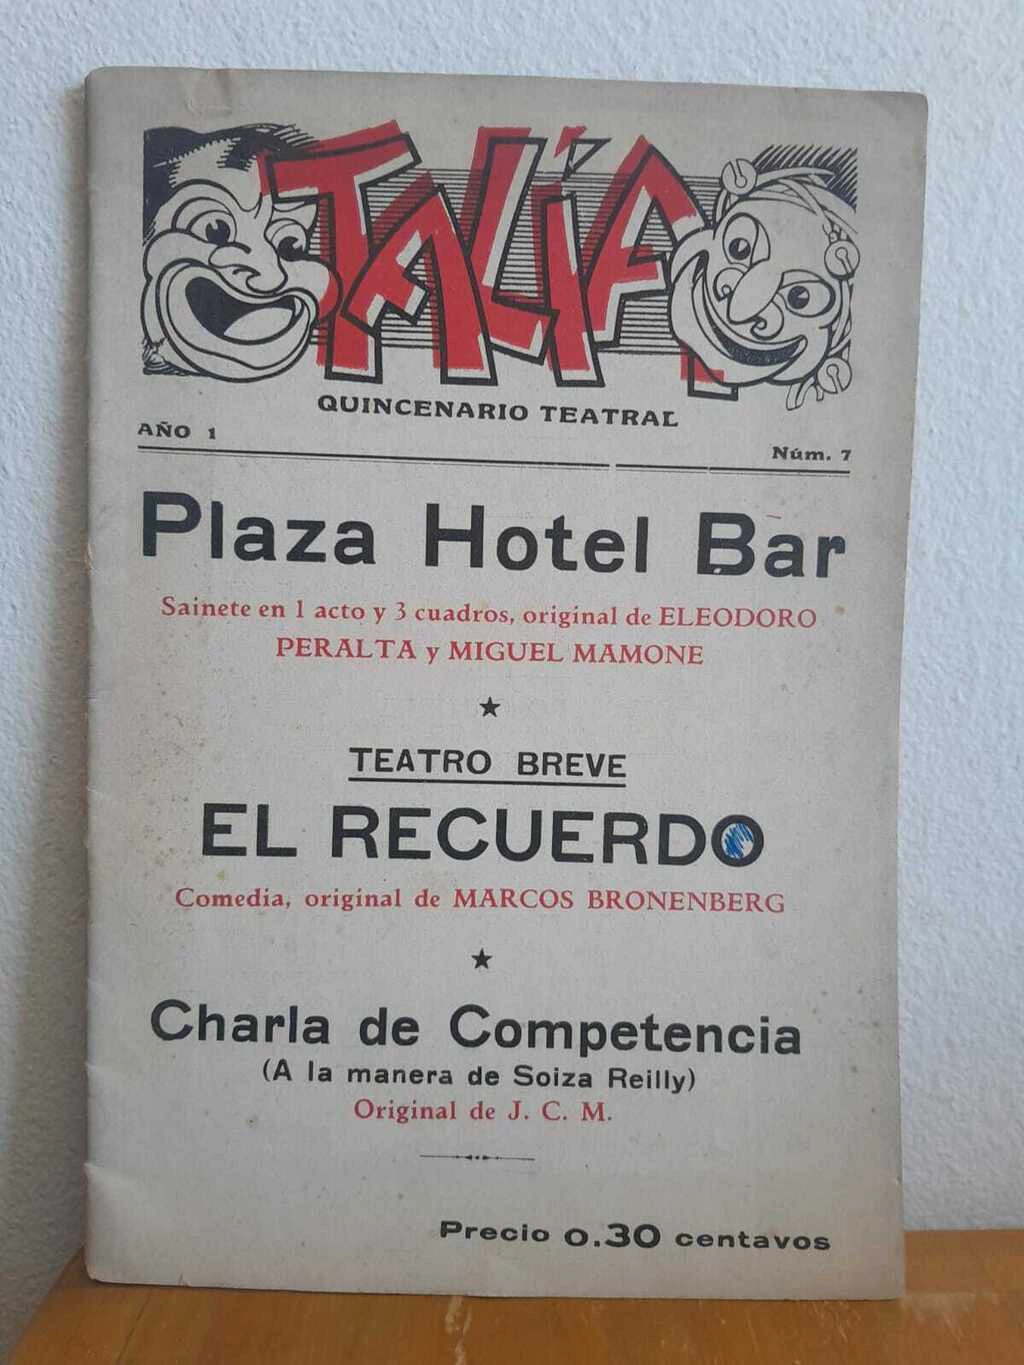 TALÍA
QUINCENARIO TEATRAL
AÑO 1
Núm. 7
Plaza Hotel Bar
Sainete en 1 acto y 3 cuadros, original de ELEODORO
PERALTA y MIGUEL MAMONE
TEATRO BREVE
EL RECUERDO
Comedia, original de MARCOS BRONENBERG
Charla de Competencia
(A la manera de Soiza Reilly)
Original de J. C. M.
Precio 0.30 centavos